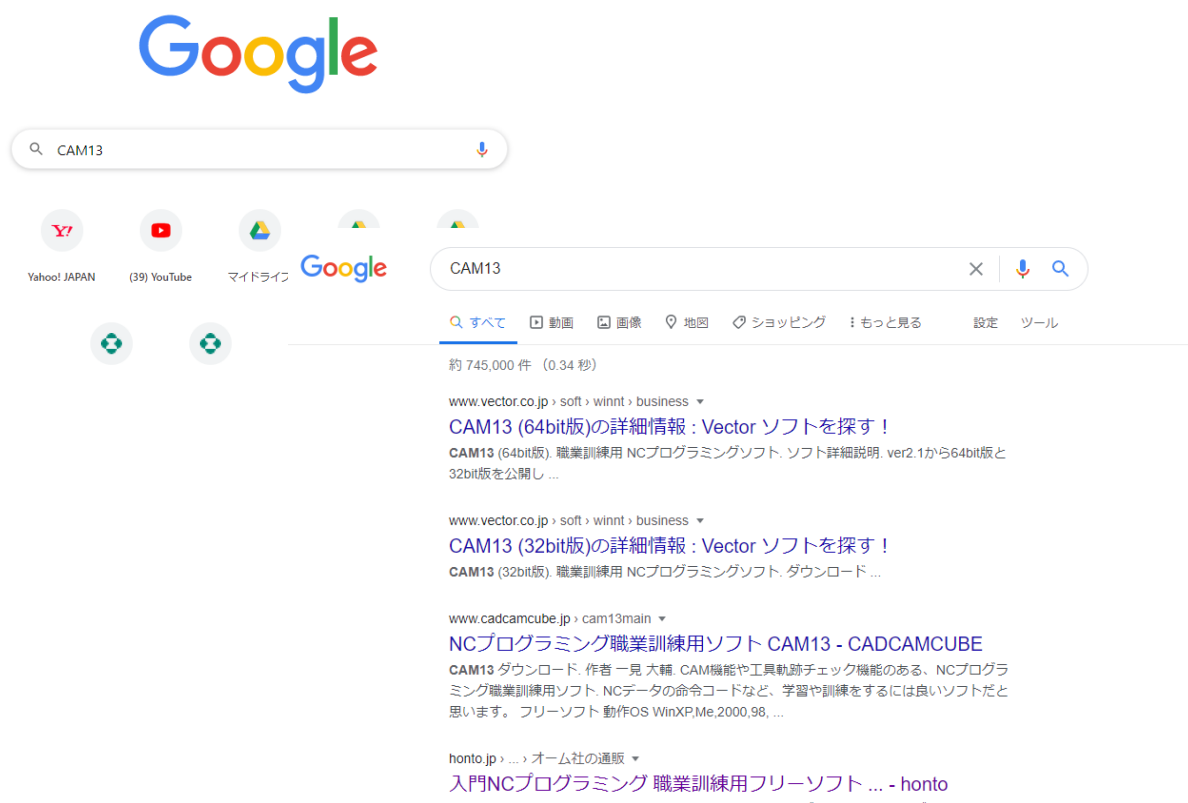 Google
CAM13
Yahoo! JAPAN
(39) YouTube
マイドライブ
Google
CAM13
すべて 動画 画像 地図 ショッピング もっと見る 設定 ツール
約 745,000 件 （0.34 秒）
www.vector.co.jp › soft › winnt › business
CAM13 (64bit版)の詳細情報 : Vector ソフトを探す！
CAM13 (64bit版). 職業訓練用 NCプログラミングソフト. ソフト詳細説明. ver2.1から64bit版と
32bit版を公開し ...
www.vector.co.jp › soft › winnt › business
CAM13 (32bit版)の詳細情報 : Vector ソフトを探す！
CAM13 (32bit版). 職業訓練用 NCプログラミングソフト. ダウンロード ...
www.cadcamcube.jp › cam13main
NCプログラミング職業訓練用ソフト CAM13 - CADCAMCUBE
CAM13 ダウンロード. 作者 一見 大輔. CAM機能や工具軌跡チェック機能のある、NCプログラ
ミング職業訓練用ソフト. NCデータの命令コードなど、学習や訓練をするには良いソフトだと
思います。 フリーソフト 動作OS WinXP,Me,2000,98, ...
honto.jp › ... › オーム社の通販
入門NCプログラミング 職業訓練用フリーソフト ... - honto